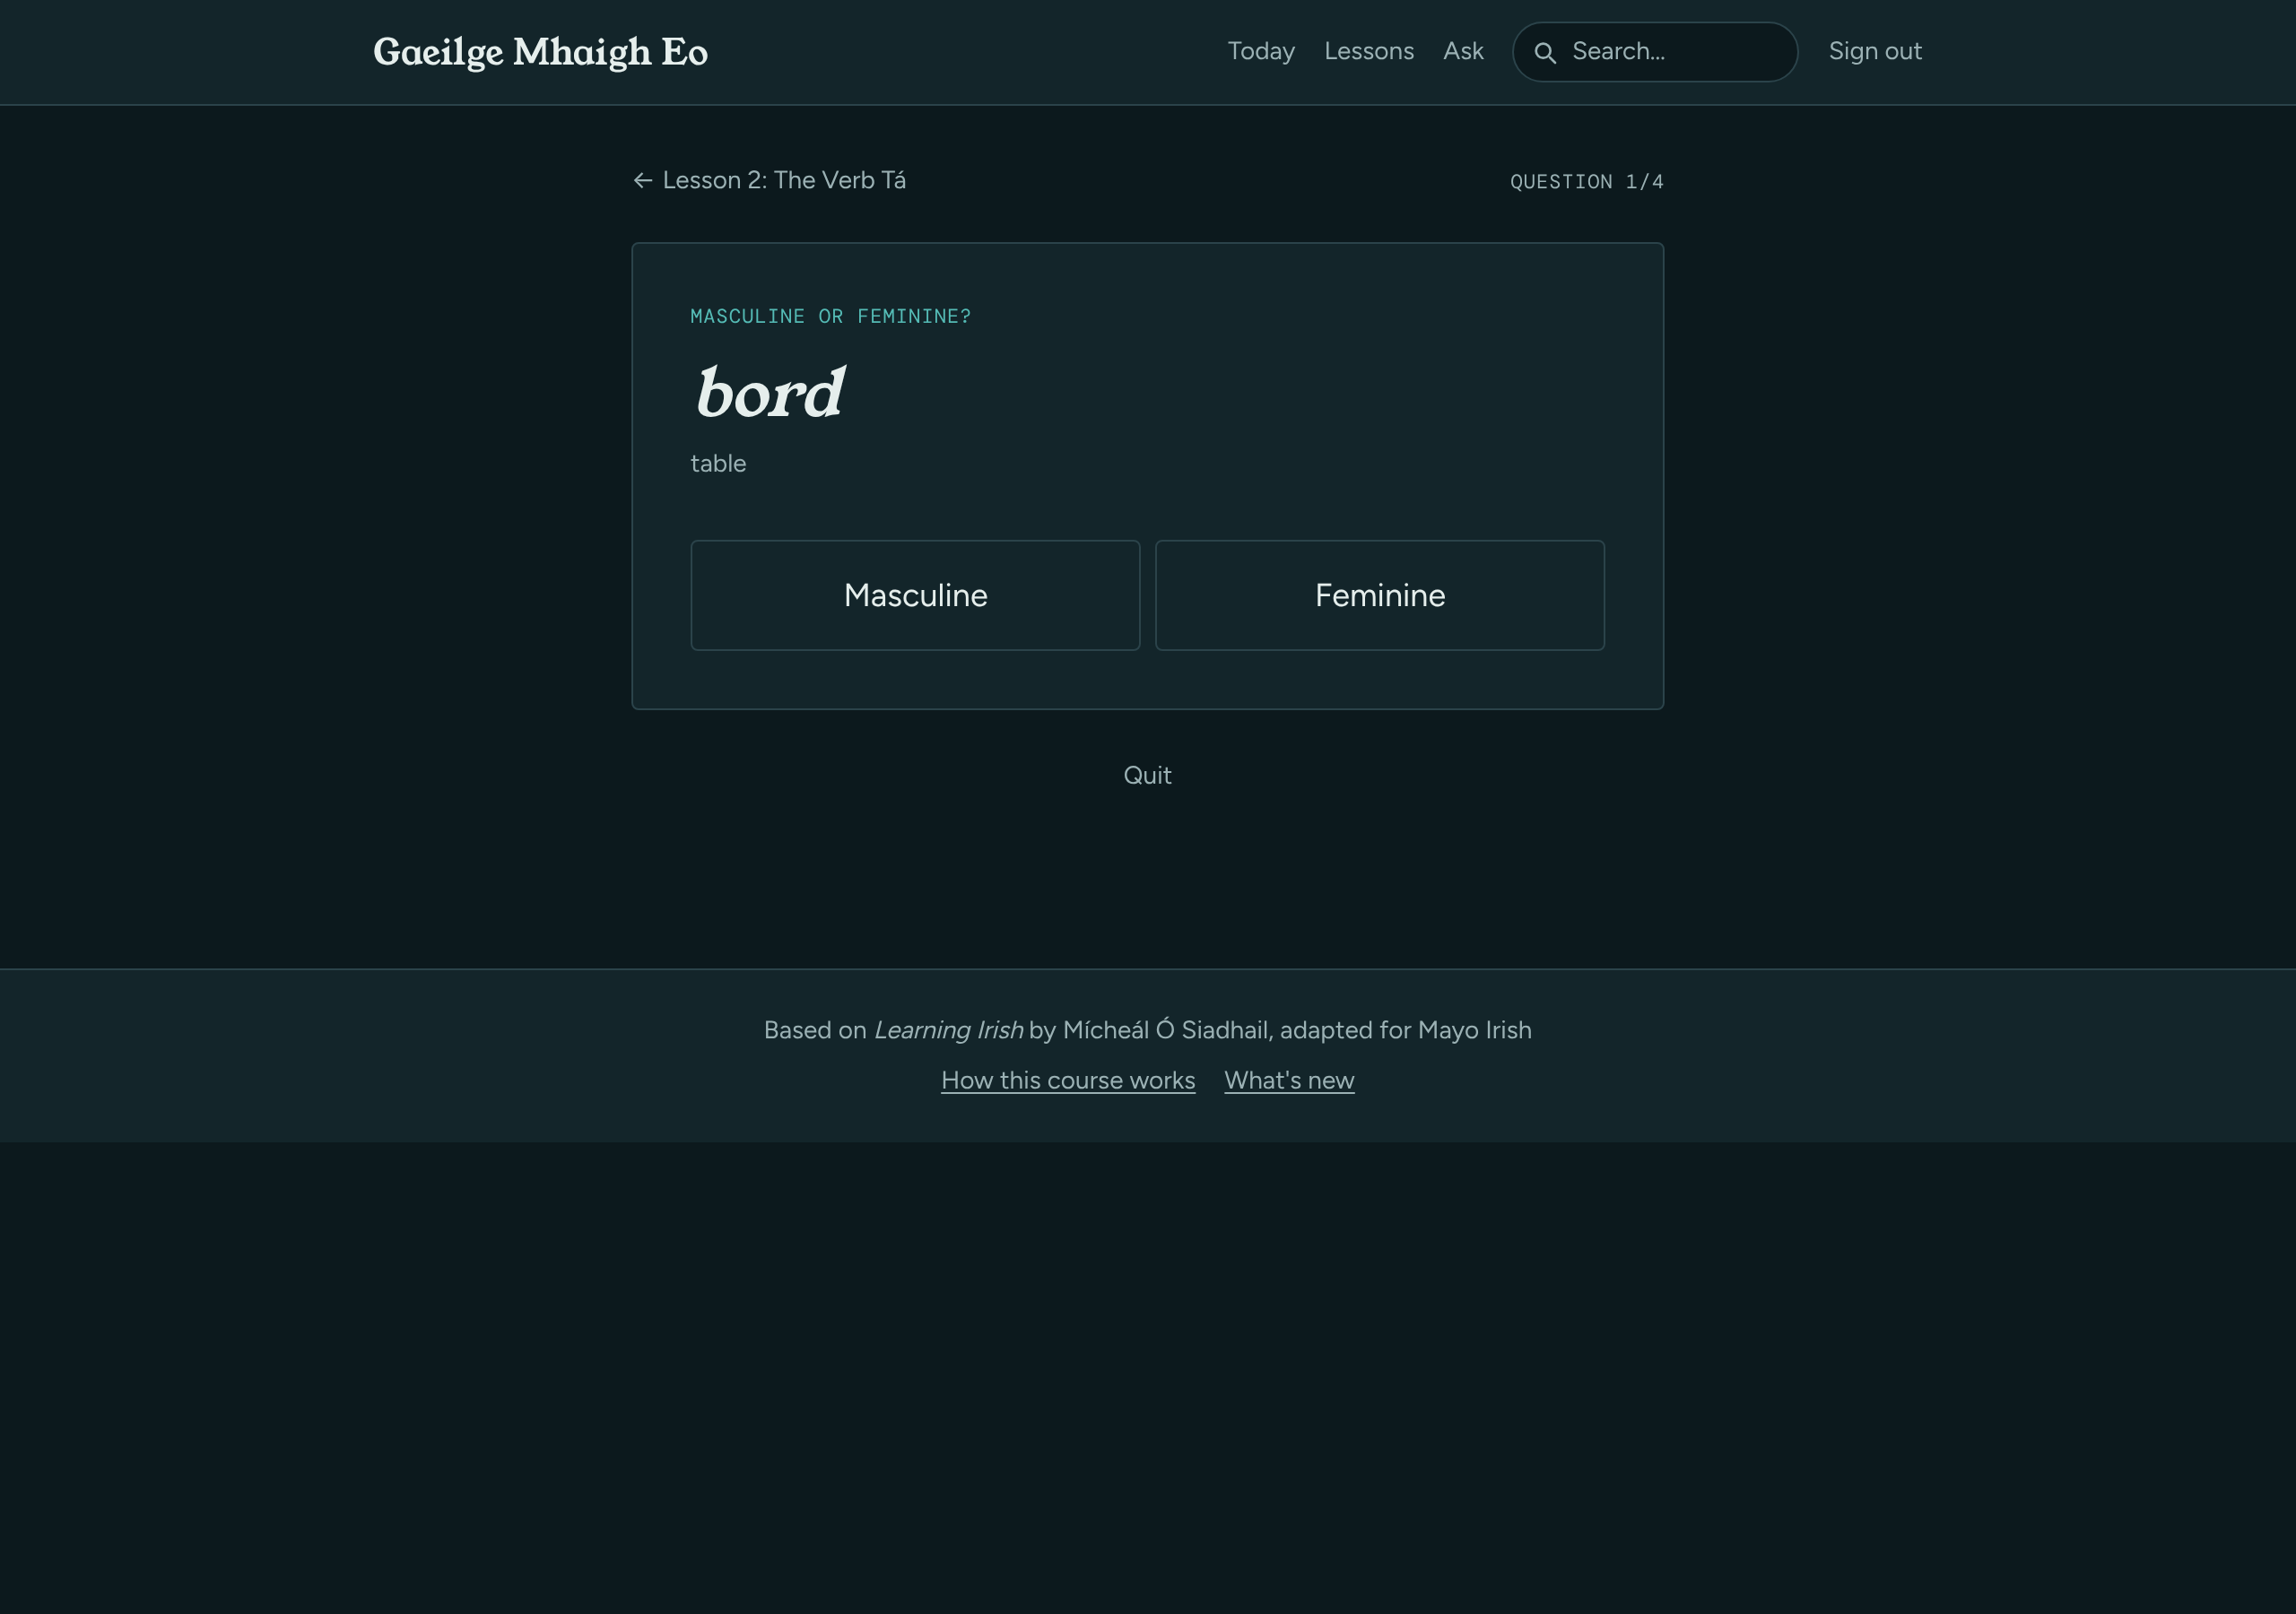 Gaeilge Mhaigh Eo
Today Lessons Ask Search... Sign out
← Lesson 2: The Verb Tá
QUESTION 1/4
MASCULINE OR FEMININE?
bord
table
Masculine Feminine
Quit
Based on Learning Irish by Mícheál Ó Siadhail, adapted for Mayo Irish
How this course works What's new